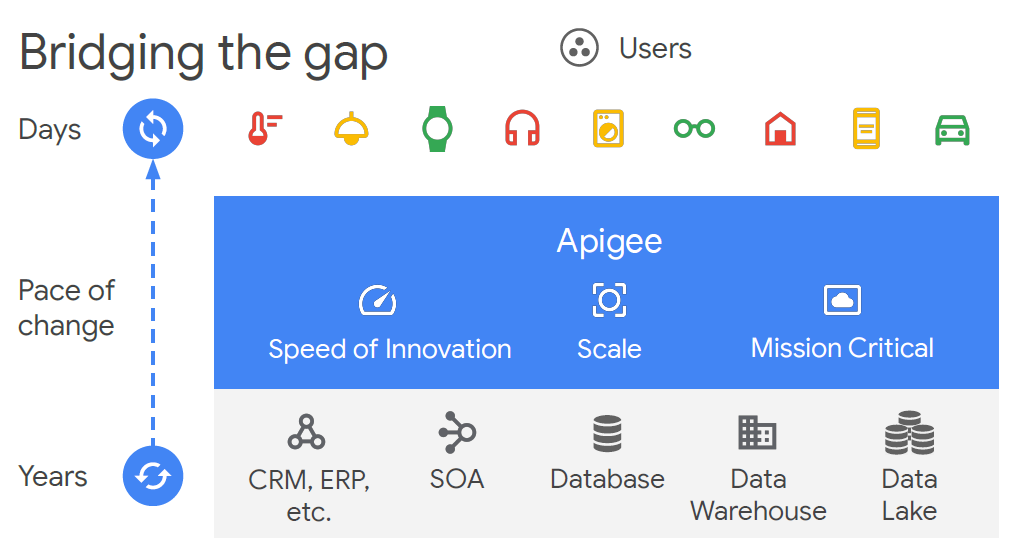 Bridging the gap
Users
Days
Apigee
Pace of
change
Speed of Innovation
Scale
Mission Critical
Years
CRM, ERP,
etc.
SOA
Database
Data
Warehouse
Data
Lake